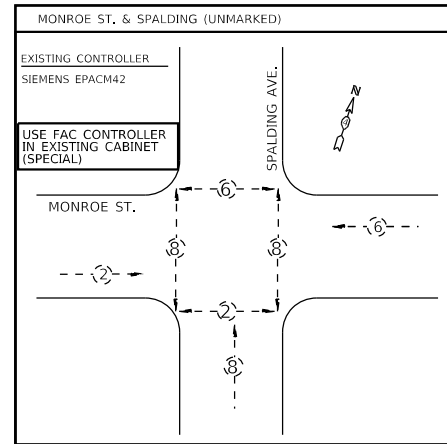 MONROE ST. & SPALDING (UNMARKED)
EXISTING CONTROLLER
SIEMENS EPACM42
USE FAC CONTROLLER
IN EXISTING CABINET
(SPECIAL)
SPALDING AVE.
N
4
6
MONROE ST.
8
8
6
2
2
8